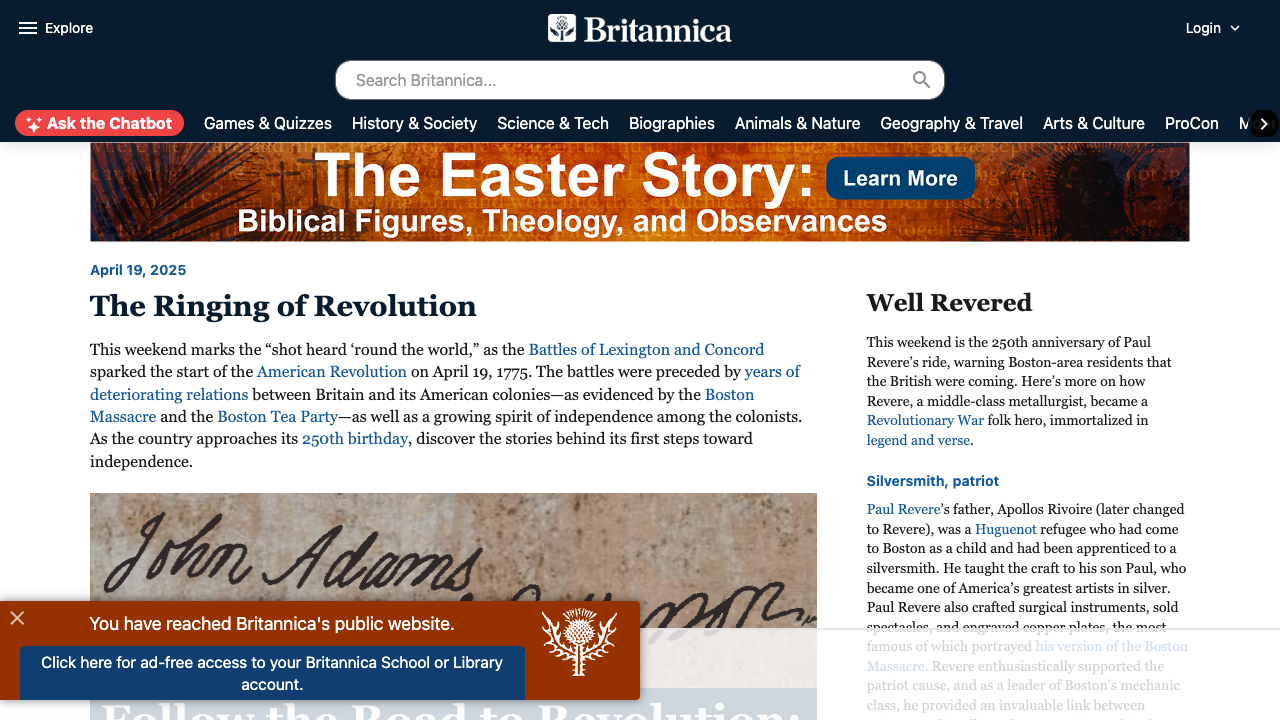 Explore
Britannica
Login
Search Britannica...
Ask the Chatbot
Games & Quizzes
History & Society
Science & Tech
Biographies
Animals & Nature
Geography & Travel
Arts & Culture
ProCon
The Easter Story:
Learn More
Biblical Figures, Theology, and Observances
April 19, 2025
The Ringing of Revolution
This weekend marks the “shot heard ‘round the world,” as the Battles of Lexington and Concord
sparked the start of the American Revolution on April 19, 1775. The battles were preceded by years of
deteriorating relations between Britain and its American colonies—as evidenced by the Boston
Massacre and the Boston Tea Party—as well as a growing spirit of independence among the colonists.
As the country approaches its 250th birthday, discover the stories behind its first steps toward
independence.
John Adams
Follow the Road to Revolution:
Well Revered
This weekend is the 250th anniversary of Paul
Revere’s ride, warning Boston-area residents that
the British were coming. Here’s more on how
Revere, a middle-class metallurgist, became a
Revolutionary War folk hero, immortalized in
legend and verse.
Silversmith, patriot
Paul Revere’s father, Apollos Rivoire (later changed
to Revere), was a Huguenot refugee who had come
to Boston as a child and had been apprenticed to a
silversmith. He taught the craft to his son Paul, who
became one of America’s greatest artists in silver.
Paul Revere also crafted surgical instruments, sold
spectacles, and engraved copper plates, the most
famous of which portrayed his version of the Boston
Massacre. Revere enthusiastically supported the
patriot cause, and as a leader of Boston’s mechanic
class, he provided an invaluable link between
You have reached Britannica's public website.
Click here for ad-free access to your Britannica School or Library
account.